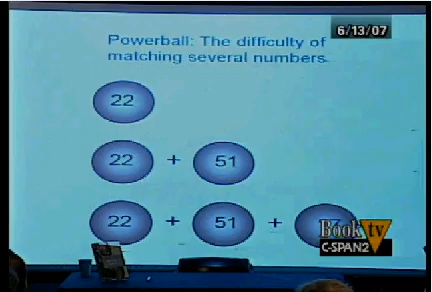 6/13/07
Powerball: The difficulty of
matching several numbers
22
22 + 51
22 + 51 +
Book tv
C-SPAN2